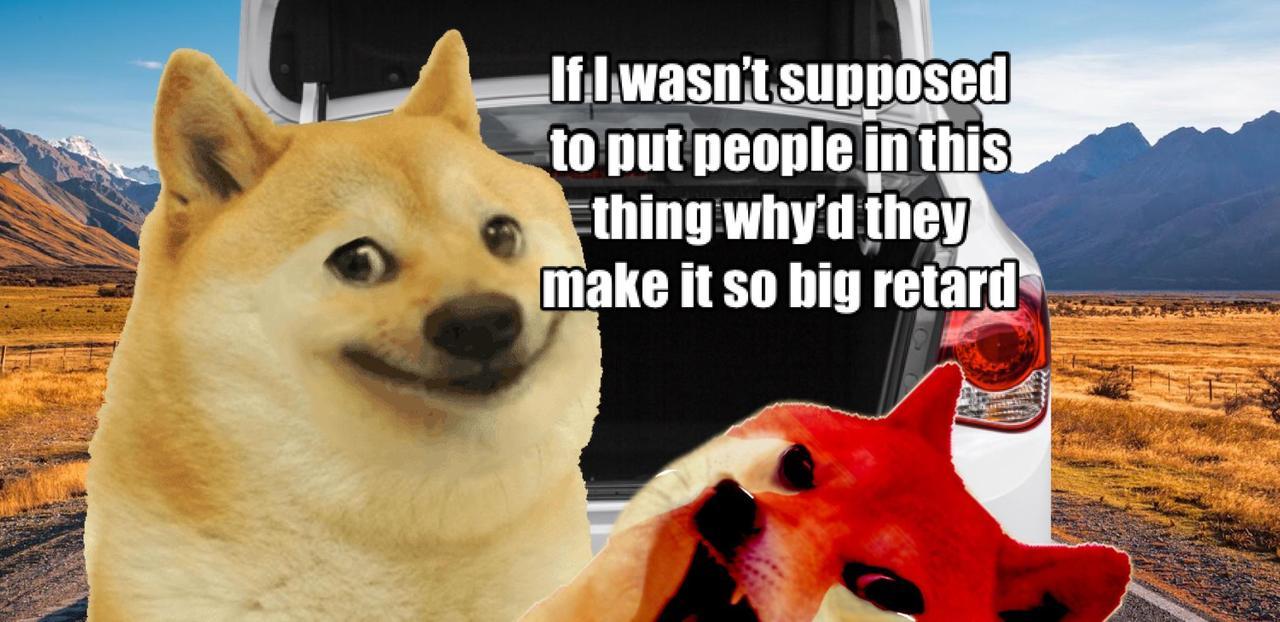 If I wasn't supposed
to put people in this
thing why'd they
make it so big retard